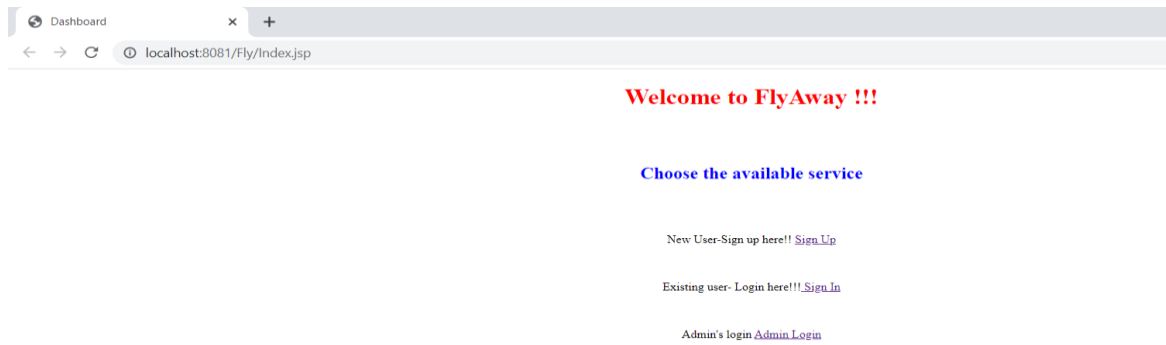 Dashboard
localhost:8081/Fly/Index.jsp
Welcome to FlyAway !!!
Choose the available service
New User-Sign up here!! Sign Up
Existing user- Login here!!! Sign In
Admin's login Admin Login